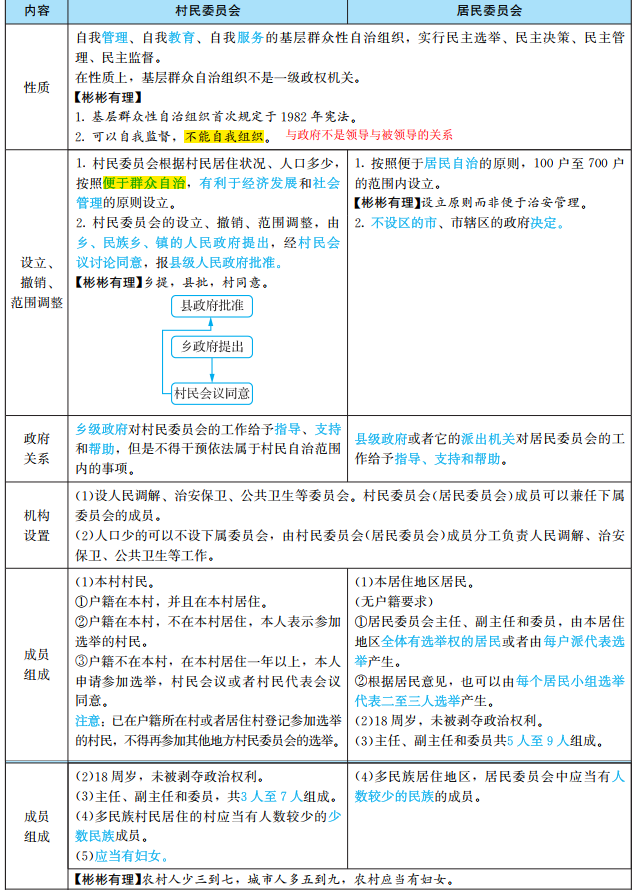 内容
村民委员会
居民委员会
性质
自我管理、自我教育、自我服务的基层群众性自治组织，实行民主选举、民主决策、民主管
理、民主监督。
在性质上，基层群众自治组织不是一级政权机关。
【彬彬有理】
1. 基层群众性自治组织首次规定于 1982 年宪法。
2. 可以自我监督，不能自我组织。 与政府不是领导与被领导的关系
设立、
撤销、
范围调整
1. 村民委员会根据村民居住状况、人口多少，
按照便于群众自治，有利于经济发展和社会
管理的原则设立。
2. 村民委员会的设立、撤销、范围调整，由
乡、民族乡、镇的人民政府提出，经村民会
议讨论同意，报县级人民政府批准。
【彬彬有理】乡提，县批，村同意。
县政府批准
乡政府提出
村民会议同意
1. 按照便于居民自治的原则，100 户至 700 户
的范围内设立。
【彬彬有理】设立原则而非便于治安管理。
2. 不设区的市、市辖区的政府决定。
政府
关系
乡级政府对村民委员会的工作给予指导、支持
和帮助，但是不得干预依法属于村民自治范围
内的事项。
县级政府或者它的派出机关对居民委员会的工
作给予指导、支持和帮助。
机构
设置
(1)设人民调解、治安保卫、公共卫生等委员会。村民委员会(居民委员会)成员可以兼任下属
委员会的成员。
(2)人口少的可以不设下属委员会，由村民委员会(居民委员会)成员分工负责人民调解、治安
保卫、公共卫生等工作。
成员
组成
(1)本村村民。
①户籍在本村，并且在本村居住。
②户籍在本村，不在本村居住，本人表示参加
选举的村民。
③户籍不在本村，在本村居住一年以上，本人
申请参加选举，村民会议或者村民代表会议
同意。
注意：已在户籍所在村或者居住村登记参加选举
的村民，不得再参加其他地方村民委员会的选举。
(1)本居住地区居民。
(无户籍要求)
①居民委员会主任、副主任和委员，由本居住
地区全体有选举权的居民或者由每户派代表选
举产生。
②根据居民意见，也可以由每个居民小组选举
代表二至三人选举产生。
(2)18 周岁，未被剥夺政治权利。
(3)主任、副主任和委员共5 人至 9 人组成。
成员
组成
(2)18 周岁，未被剥夺政治权利。
(3)主任、副主任和委员，共3 人至 7 人组成。
(4)多民族村民居住的村应当有人数较少的少
数民族成员。
(5)应当有妇女。
(4)多民族居住地区，居民委员会中应当有人
数较少的民族的成员。
【彬彬有理】农村人少三到七，城市人多五到九，农村应当有妇女。